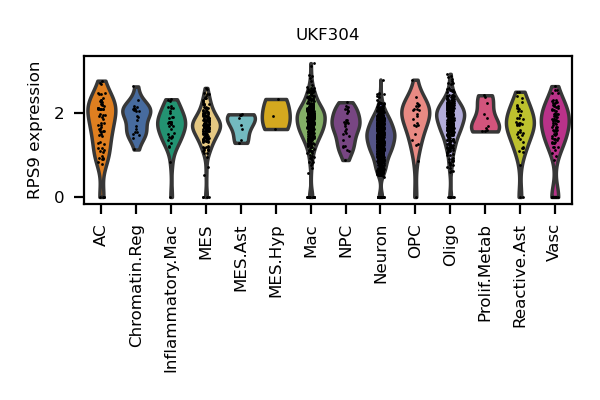 UKF304
RPS9 expression
2
0
AC
Chromatin.Reg
Inflammatory.Mac
MES
MES.Ast
MES.Hyp
Mac
NPC
Neuron
OPC
Oligo
Prolif.Metab
Reactive.Ast
Vasc